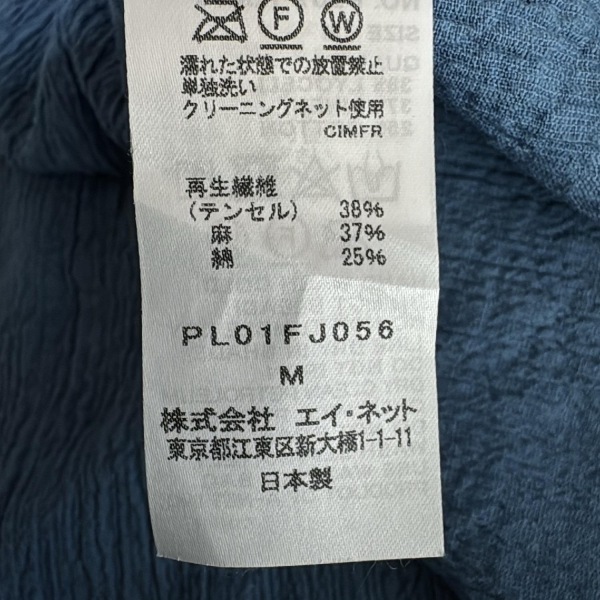 F W
濡れた状態での放置禁止
単独洗い
クリーニングネット使用
CIMFR
再生繊維
(テンセル) 38%
麻 37%
綿 25%
PL01FJ056
M
株式会社 エイ・ネット
東京都江東区新大橋1-1-11
日本製